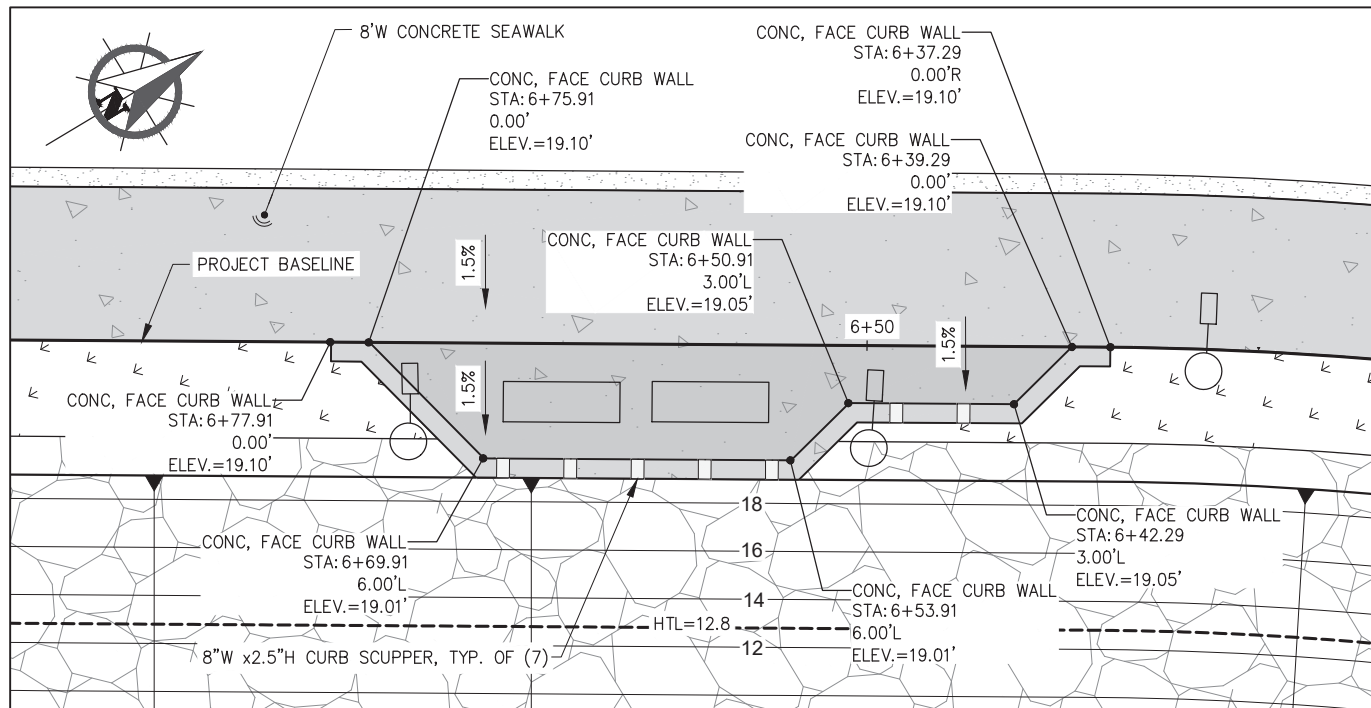 8'W CONCRETE SEAWALK
CONC, FACE CURB WALL
STA: 6+37.29
0.00'R
ELEV.=19.10'
N
CONC, FACE CURB WALL
STA: 6+75.91
0.00'
ELEV.=19.10'
CONC, FACE CURB WALL
STA: 6+39.29
0.00'
ELEV.=19.10'
CONC, FACE CURB WALL
STA: 6+50.91
3.00'L
ELEV.=19.05'
PROJECT BASELINE
1.5%
6+50
1.5%
1.5%
CONC, FACE CURB WALL
STA: 6+77.91
0.00'
ELEV.=19.10'
18
CONC, FACE CURB WALL
STA: 6+42.29
3.00'L
ELEV.=19.05'
CONC, FACE CURB WALL
STA: 6+69.91
6.00'L
ELEV.=19.01'
16
14
CONC, FACE CURB WALL
STA: 6+53.91
6.00'L
ELEV.=19.01'
HTL=12.8
12
8"W x2.5"H CURB SCUPPER, TYP. OF (7)